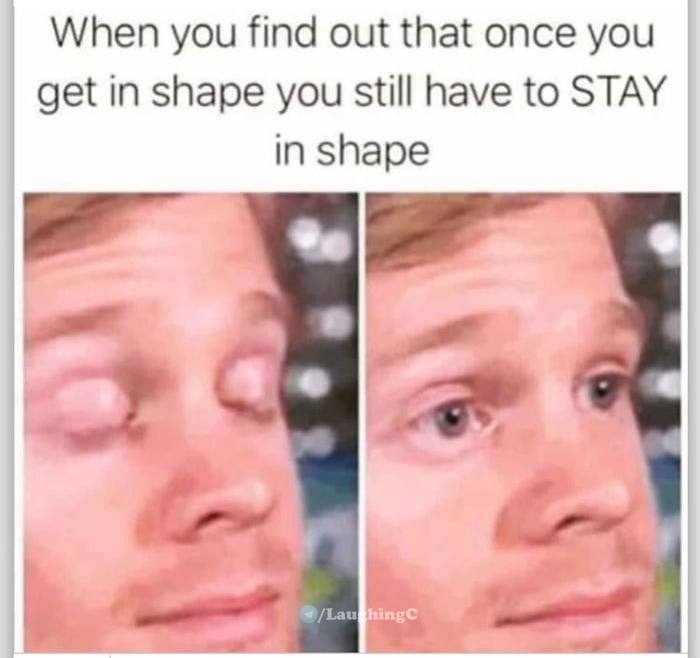 When you find out that once you
get in shape you still have to STAY
in shape
/LaughingC